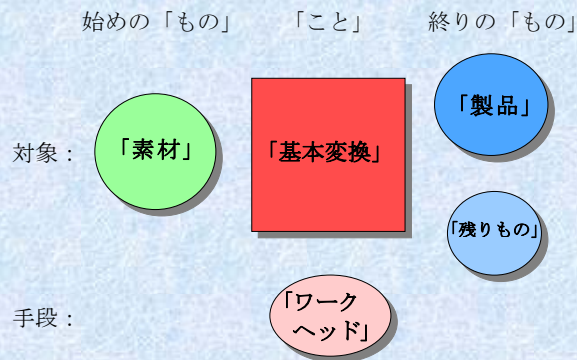 始めの「もの」 「こと」 終りの「もの」
「製品」
対象： 「素材」 「基本変換」
「残りもの」
手段： 「ワーク
ヘッド」